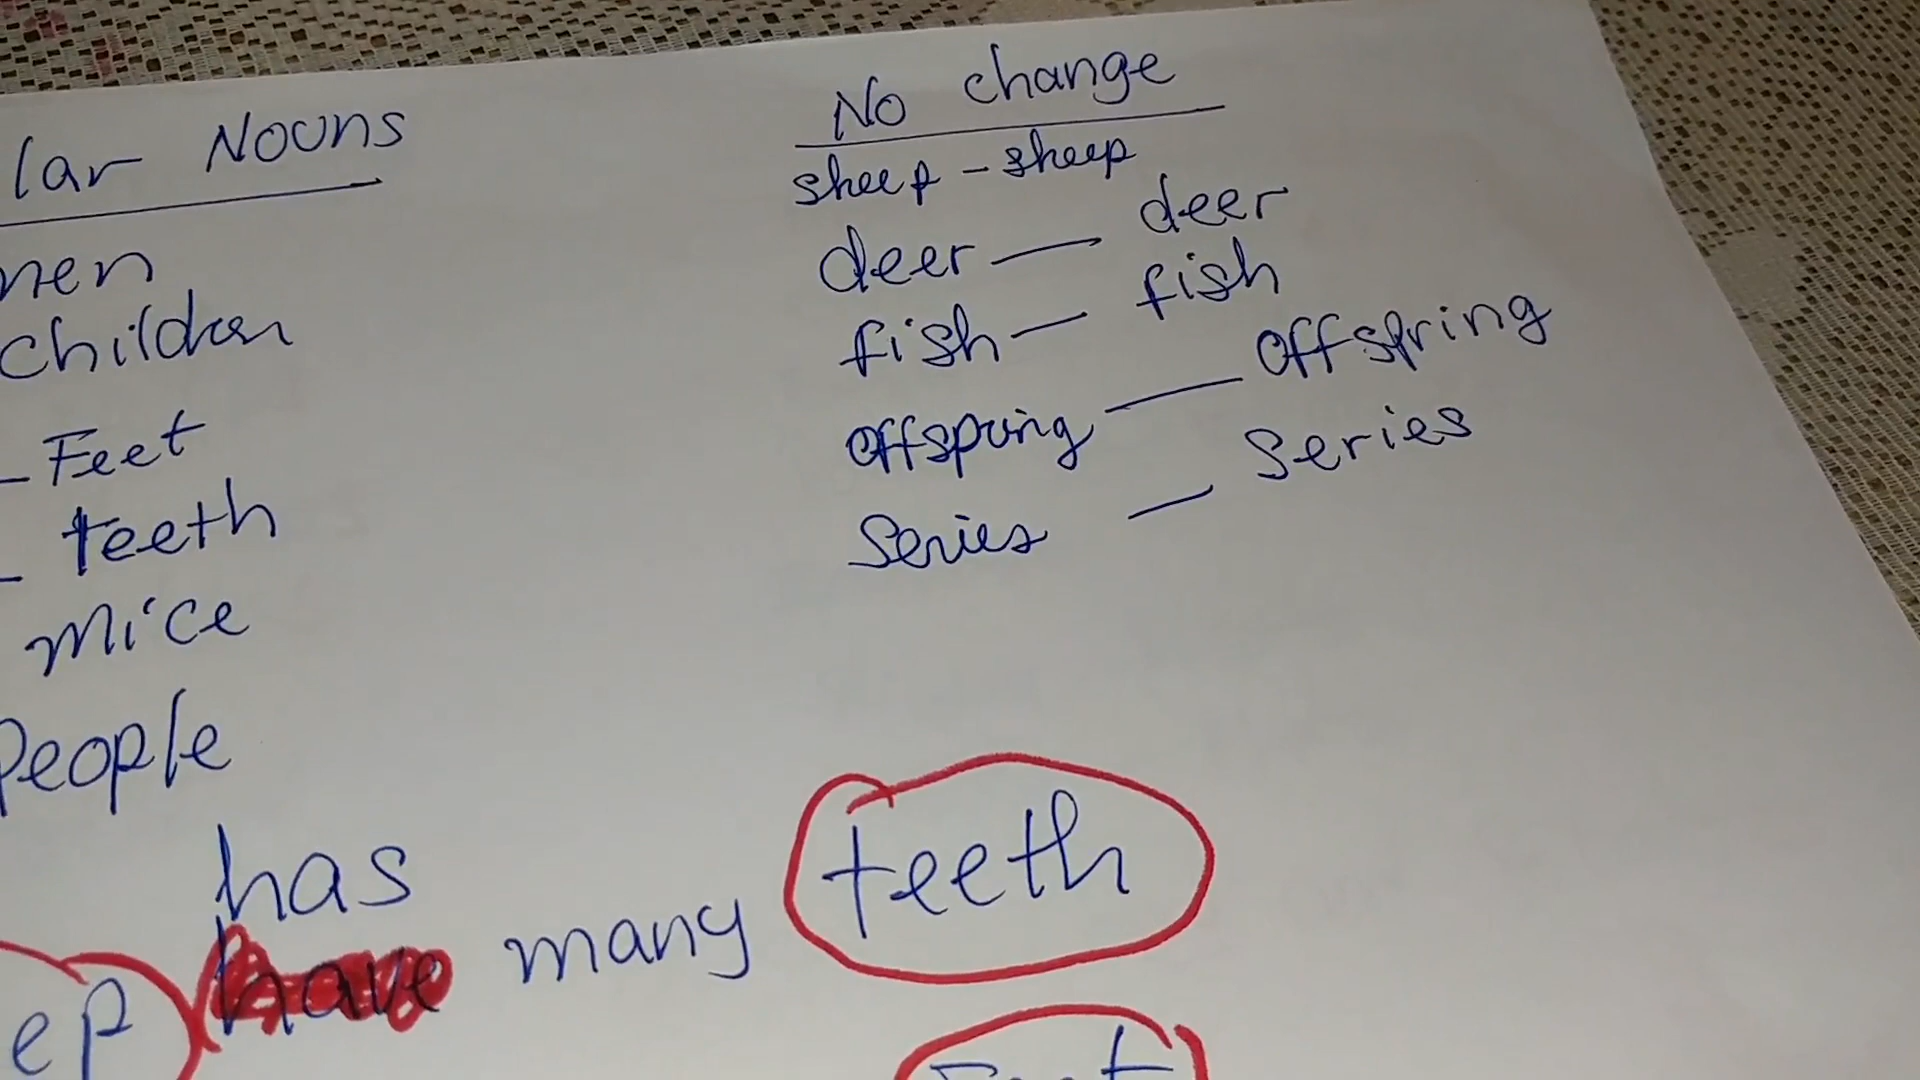 lar Nouns
men
children
- Feet
- teeth
mice
People
No change
sheep - sheep
deer — deer
fish — fish
offspring — offspring
Series — Series
has
ep have many teeth